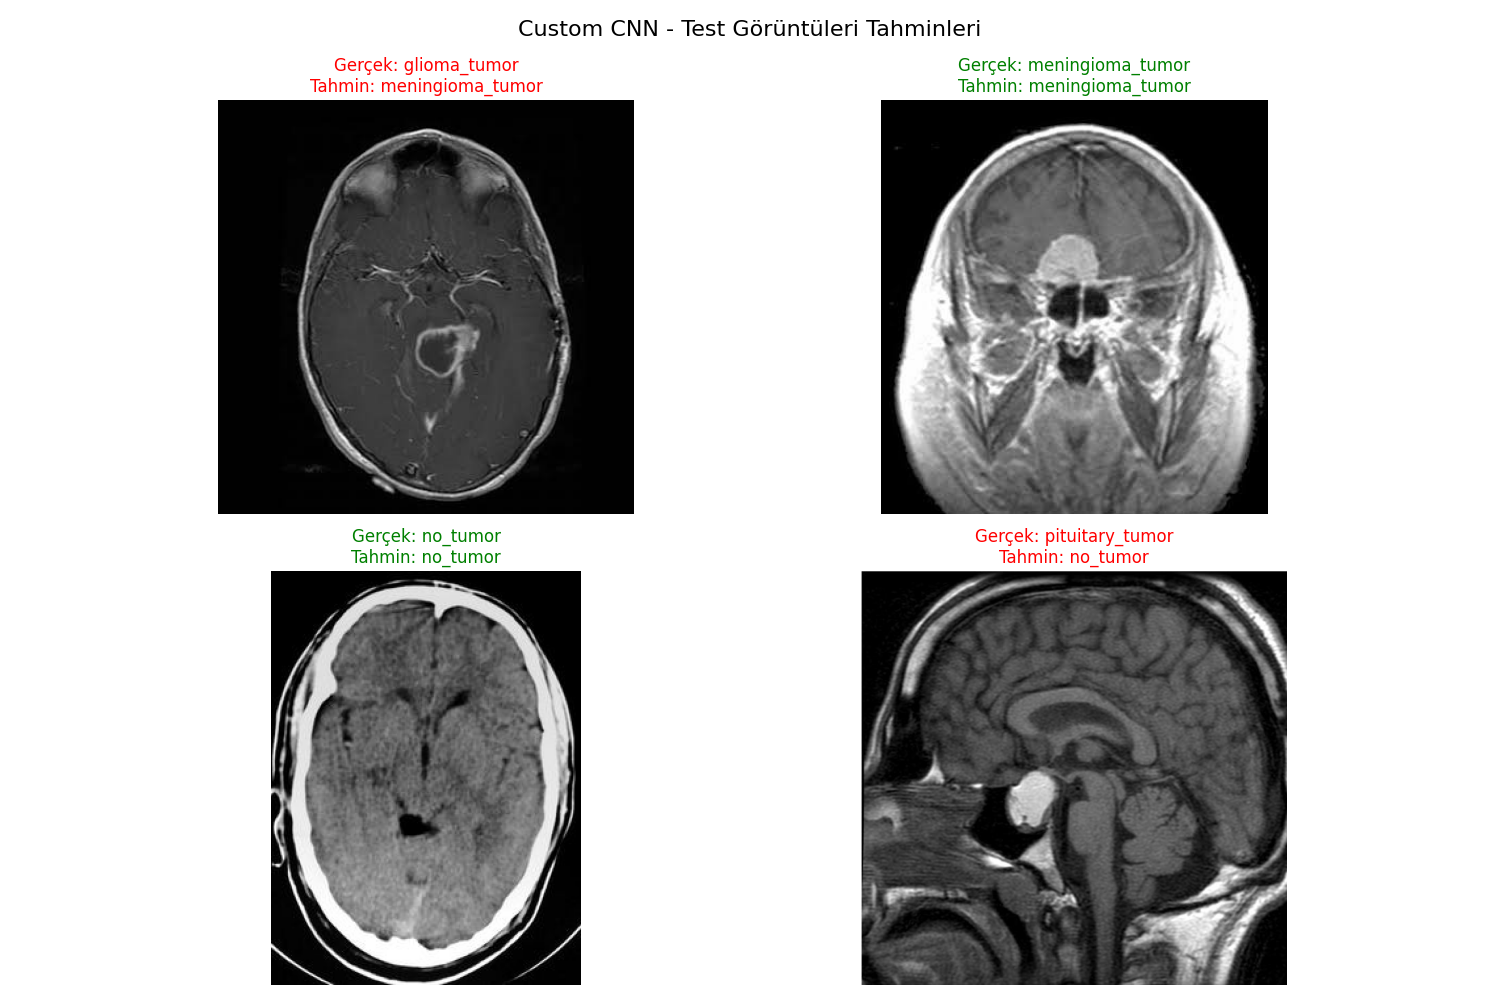 Custom CNN - Test Görüntüleri Tahminleri
Gerçek: glioma_tumor
Tahmin: meningioma_tumor
Gerçek: meningioma_tumor
Tahmin: meningioma_tumor
Gerçek: no_tumor
Tahmin: no_tumor
Gerçek: pituitary_tumor
Tahmin: no_tumor